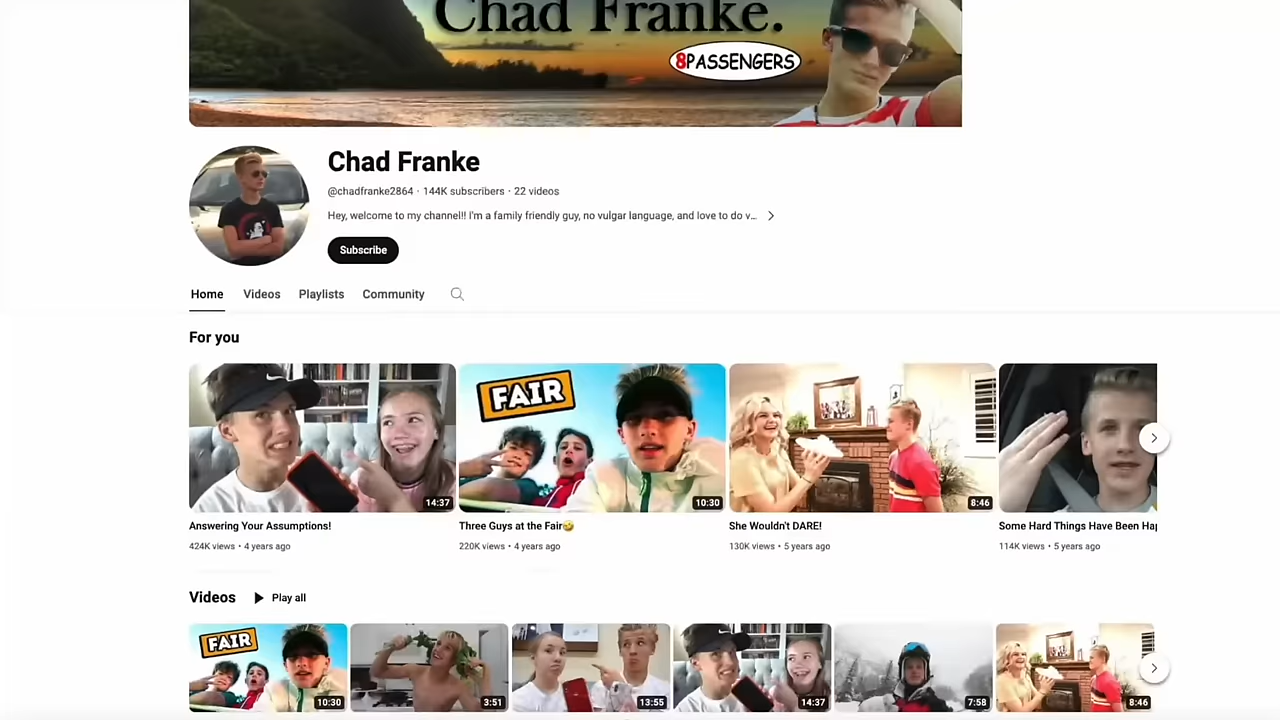 Chad Franke.
8PASSENGERS
Chad Franke
@chadfranke2864 · 144K subscribers · 22 videos
Hey, welcome to my channel!! I'm a family friendly guy, no vulgar language, and love to do v...
Subscribe
Home Videos Playlists Community
For you
14:37
FAIR
10:30
8:46
Answering Your Assumptions!
Three Guys at the Fair🤣
She Wouldn't DARE!
Some Hard Things Have Been Hap
424K views • 4 years ago
220K views • 4 years ago
130K views • 5 years ago
114K views • 5 years ago
Videos Play all
FAIR
10:30
3:51
13:55
14:37
7:58
8:46